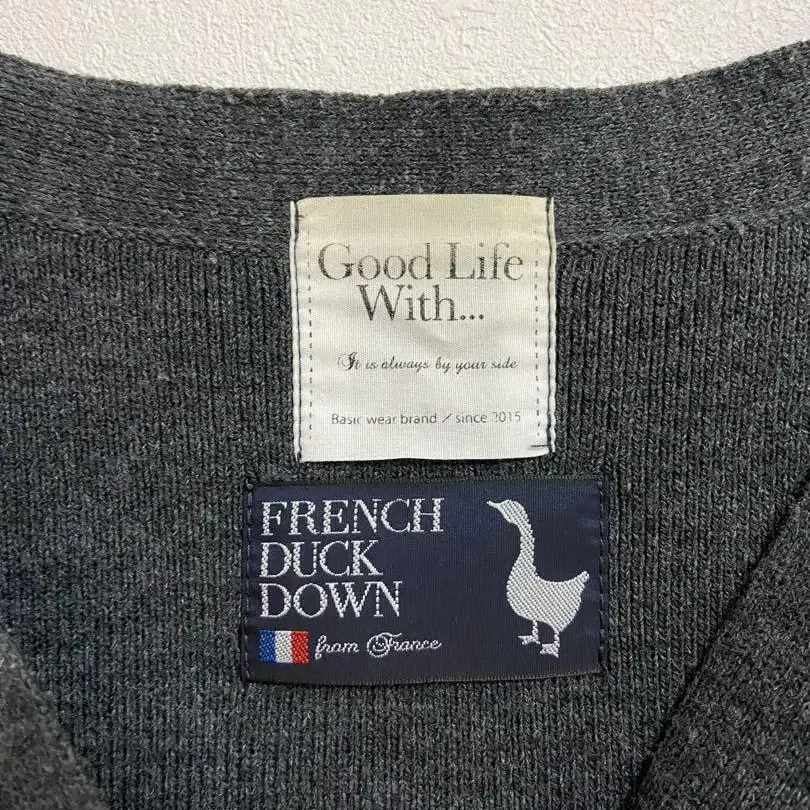 Good Life
With...
It is always by your side
Basic wear brand / since 2015
FRENCH
DUCK
DOWN
from France